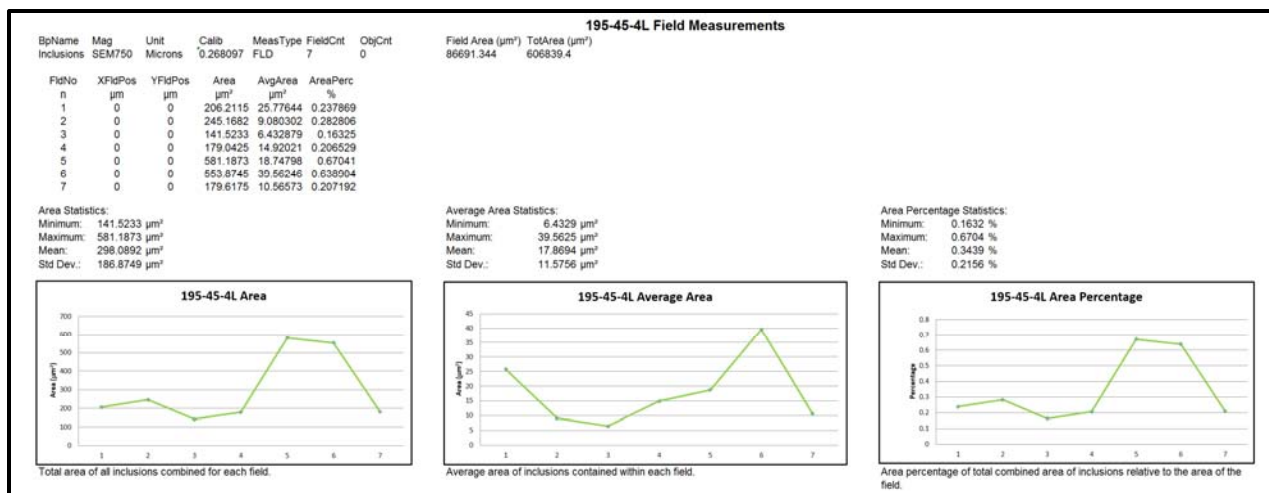 195-45-4L Field Measurements
BpName Mag Unit Calib MeasType FieldCnt ObjCnt Field Area (µm²) TotArea (µm²)
Inclusions SEM750 Microns 0.268097 FLD 7 0 86691.344 606839.4
FldNo XFldPos YFldPos Area AvgArea AreaPerc
n µm µm µm² µm² %
1 0 0 206.2115 25.77644 0.237869
2 0 0 245.1682 9.080302 0.282806
3 0 0 141.5233 6.432879 0.16325
4 0 0 179.0425 14.92021 0.206529
5 0 0 581.1873 18.74798 0.67041
6 0 0 553.8745 39.56246 0.638904
7 0 0 179.6175 10.56573 0.207192
Area Statistics:
Minimum: 141.5233 µm²
Maximum: 581.1873 µm²
Mean: 298.0892 µm²
Std Dev.: 186.8749 µm²
Average Area Statistics:
Minimum: 6.4329 µm²
Maximum: 39.5625 µm²
Mean: 17.8694 µm²
Std Dev.: 11.5756 µm²
Area Percentage Statistics:
Minimum: 0.1632 %
Maximum: 0.6704 %
Mean: 0.3439 %
Std Dev.: 0.2156 %
195-45-4L Area
Area (µm²)
700
600
500
400
300
200
100
0
1 2 3 4 5 6 7
Total area of all inclusions combined for each field.
195-45-4L Average Area
Area (µm²)
45
40
35
30
25
20
15
10
5
0
1 2 3 4 5 6 7
Average area of inclusions contained within each field.
195-45-4L Area Percentage
Percentage
0.8
0.7
0.6
0.5
0.4
0.3
0.2
0.1
0
1 2 3 4 5 6 7
Area percentage of total combined area of inclusions relative to the area of the
field.